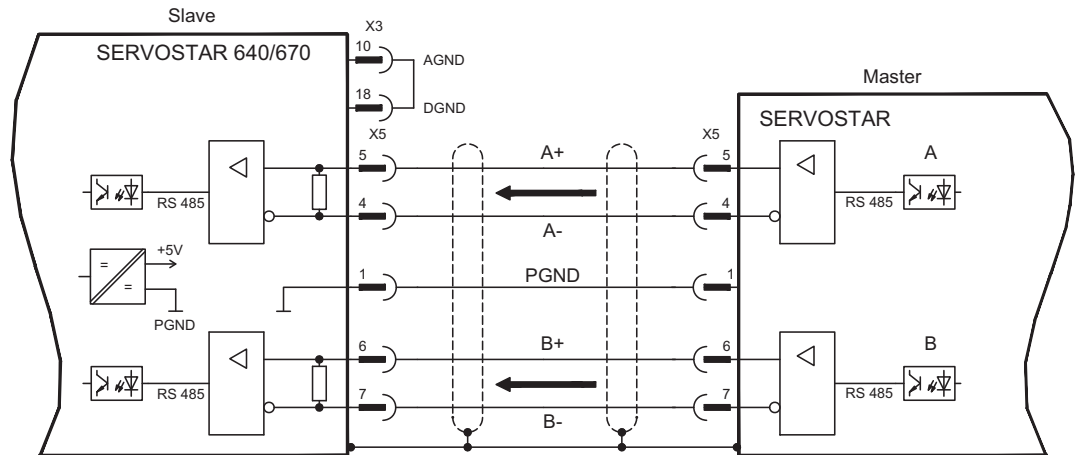 Slave
SERVOSTAR 640/670
X3
10
AGND
18
DGND
Master
SERVOSTAR
X5
X5
5
A+
5
A
RS 485
RS 485
4
A-
4
+5V
=
=
PGND
1
PGND
1
6
B+
6
B
RS 485
RS 485
7
B-
7